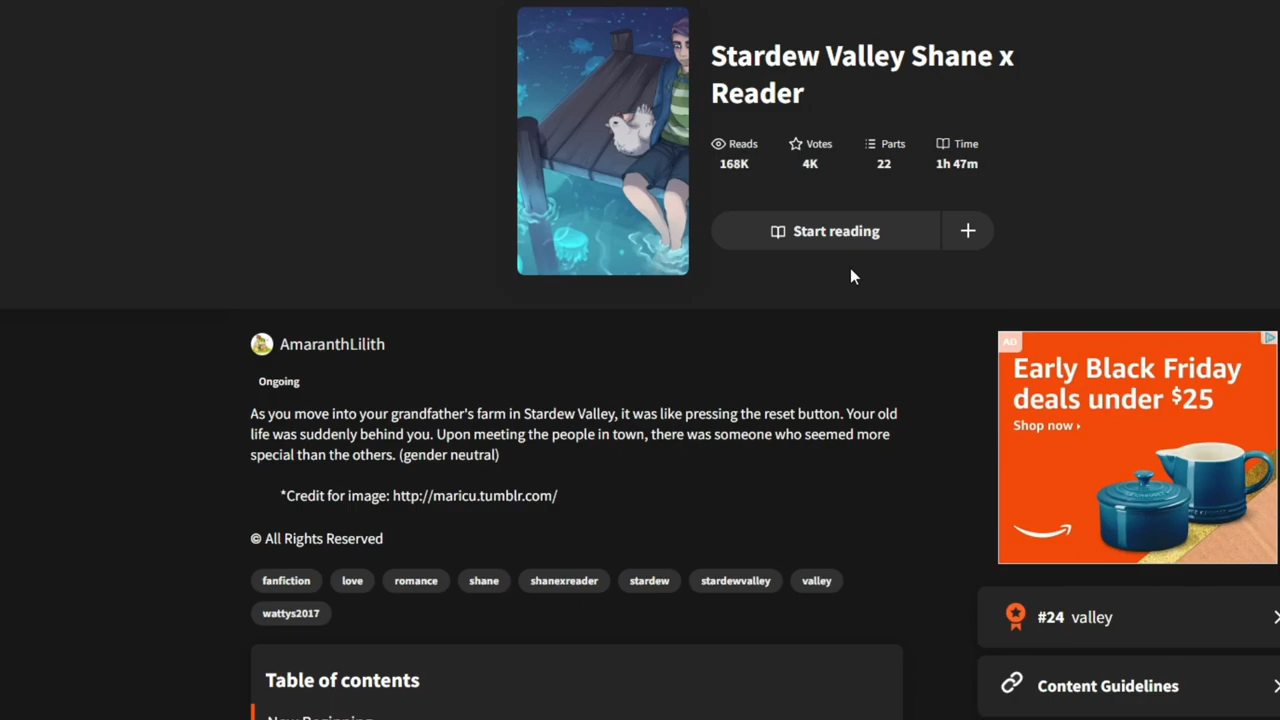 Stardew Valley Shane x
Reader
Reads Votes Parts Time
168K 4K 22 1h 47m
Start reading
AmaranthLilith
Ongoing
As you move into your grandfather's farm in Stardew Valley, it was like pressing the reset button. Your old
life was suddenly behind you. Upon meeting the people in town, there was someone who seemed more
special than the others. (gender neutral)
*Credit for image: http://maricu.tumblr.com/
© All Rights Reserved
fanfiction love romance shane shanexreader stardew stardewvalley valley
wattys2017
Table of contents
New Beginning
AD
Early Black Friday
deals under $25
Shop now ›
#24 valley
Content Guidelines